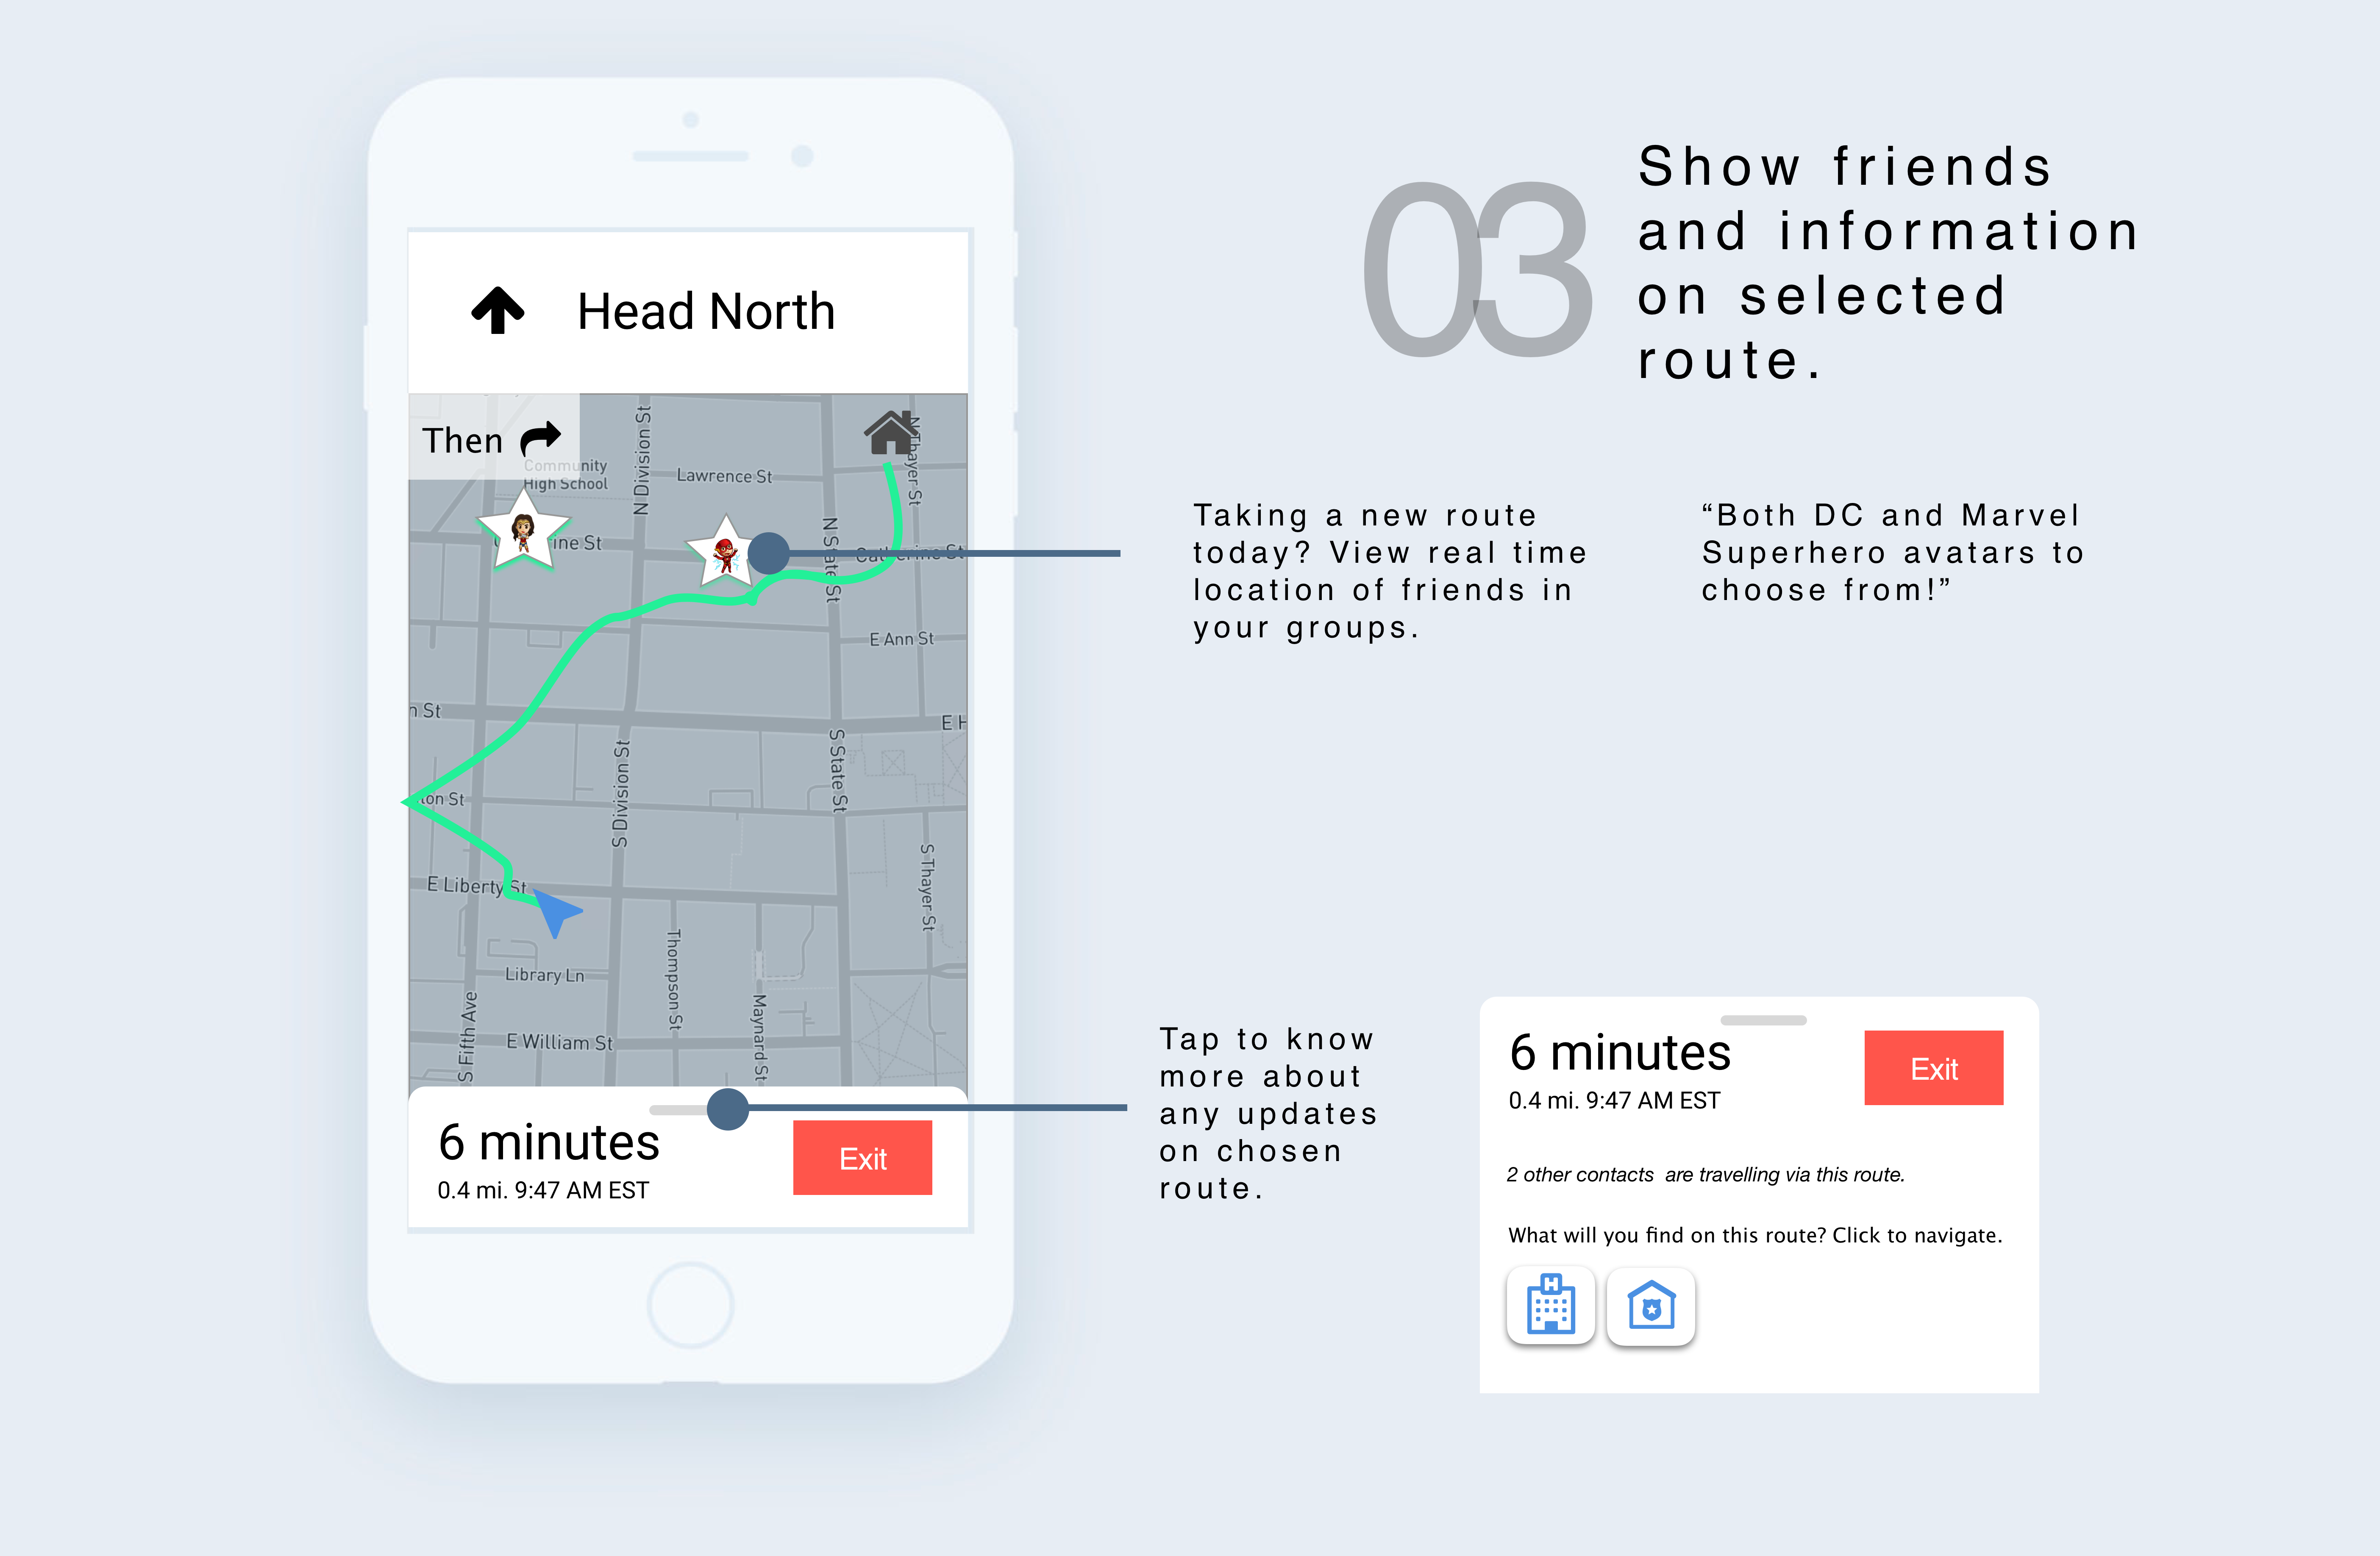 Head North
Then
Community
High School
N Division St
Lawrence St
N Thayer St
ine St
N State St
Catherine St
E Ann St
n St
E H
S Division St
S State St
ton St
S Thayer St
E Liberty St
Library Ln
Thompson St
Maynard St
S Fifth Ave
E William St
6 minutes
0.4 mi. 9:47 AM EST
Exit
03
Show friends
and information
on selected
route.
Taking a new route
today? View real time
location of friends in
your groups.
“Both DC and Marvel
Superhero avatars to
choose from!”
Tap to know
more about
any updates
on chosen
route.
6 minutes
0.4 mi. 9:47 AM EST
Exit
2 other contacts  are travelling via this route.
What will you find on this route? Click to navigate.
H